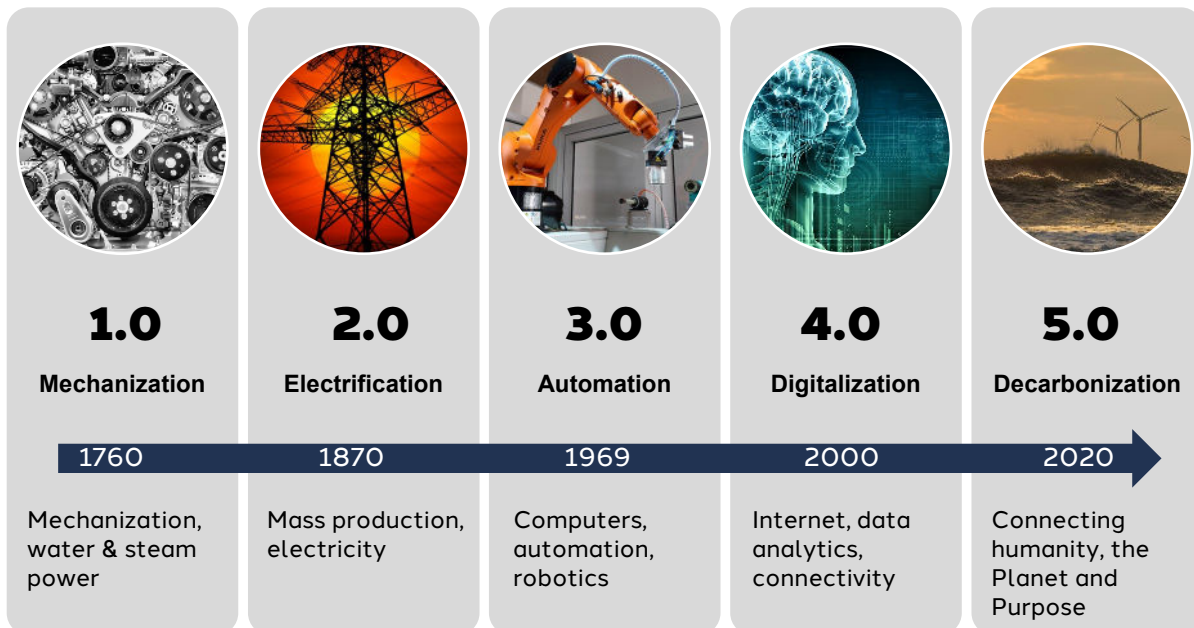 1.0
2.0
3.0
4.0
5.0
Mechanization
Electrification
Automation
Digitalization
Decarbonization
1760
1870
1969
2000
2020
Mechanization,
water & steam
power
Mass production,
electricity
Computers,
automation,
robotics
Internet, data
analytics,
connectivity
Connecting
humanity, the
Planet and
Purpose